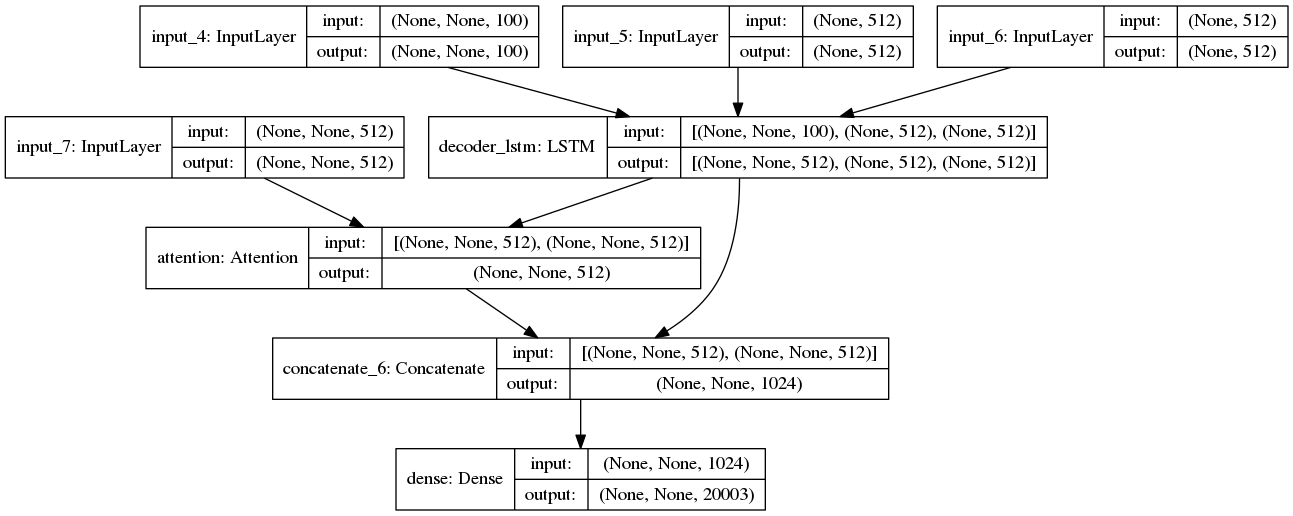 input_4: InputLayer
input: (None, None, 100)
output: (None, None, 100)
input_5: InputLayer
input: (None, 512)
output: (None, 512)
input_6: InputLayer
input: (None, 512)
output: (None, 512)
input_7: InputLayer
input: (None, None, 512)
output: (None, None, 512)
decoder_lstm: LSTM
input: [(None, None, 100), (None, 512), (None, 512)]
output: [(None, None, 512), (None, 512), (None, 512)]
attention: Attention
input: [(None, None, 512), (None, None, 512)]
output: (None, None, 512)
concatenate_6: Concatenate
input: [(None, None, 512), (None, None, 512)]
output: (None, None, 1024)
dense: Dense
input: (None, None, 1024)
output: (None, None, 20003)